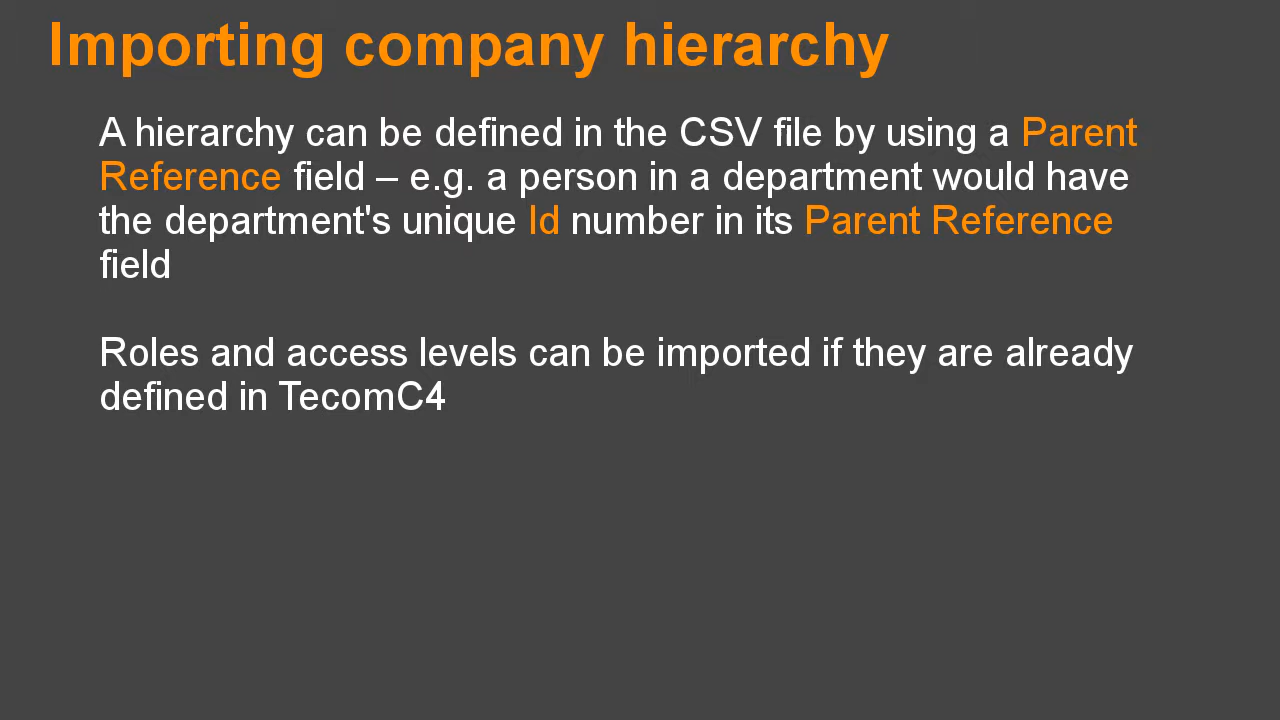 Importing company hierarchy
A hierarchy can be defined in the CSV file by using a Parent
Reference field – e.g. a person in a department would have
the department's unique Id number in its Parent Reference
field
Roles and access levels can be imported if they are already
defined in TecomC4